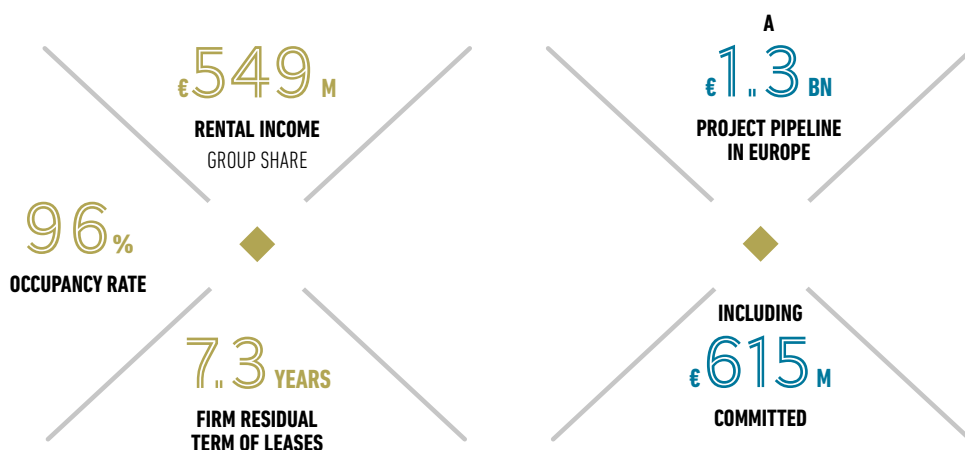 €549 M
RENTAL INCOME
GROUP SHARE
96%
OCCUPANCY RATE
7.3 YEARS
FIRM RESIDUAL
TERM OF LEASES
A
€1.3 BN
PROJECT PIPELINE
IN EUROPE
INCLUDING
€615 M
COMMITTED